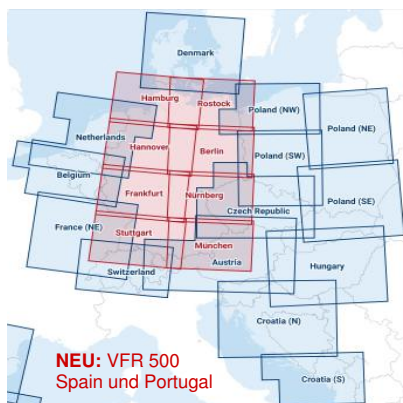 Denmark
Hamburg
Rostock
Poland (NW)
Poland (NE)
Netherlands
Hannover
Berlin
Poland (SW)
Belgium
Frankfurt
Nürnberg
Poland (SE)
Czech Republic
France (NE)
Stuttgart
München
Switzerland
Austria
Hungary
Croatia (N)
NEU: VFR 500
Spain und Portugal
Croatia (S)